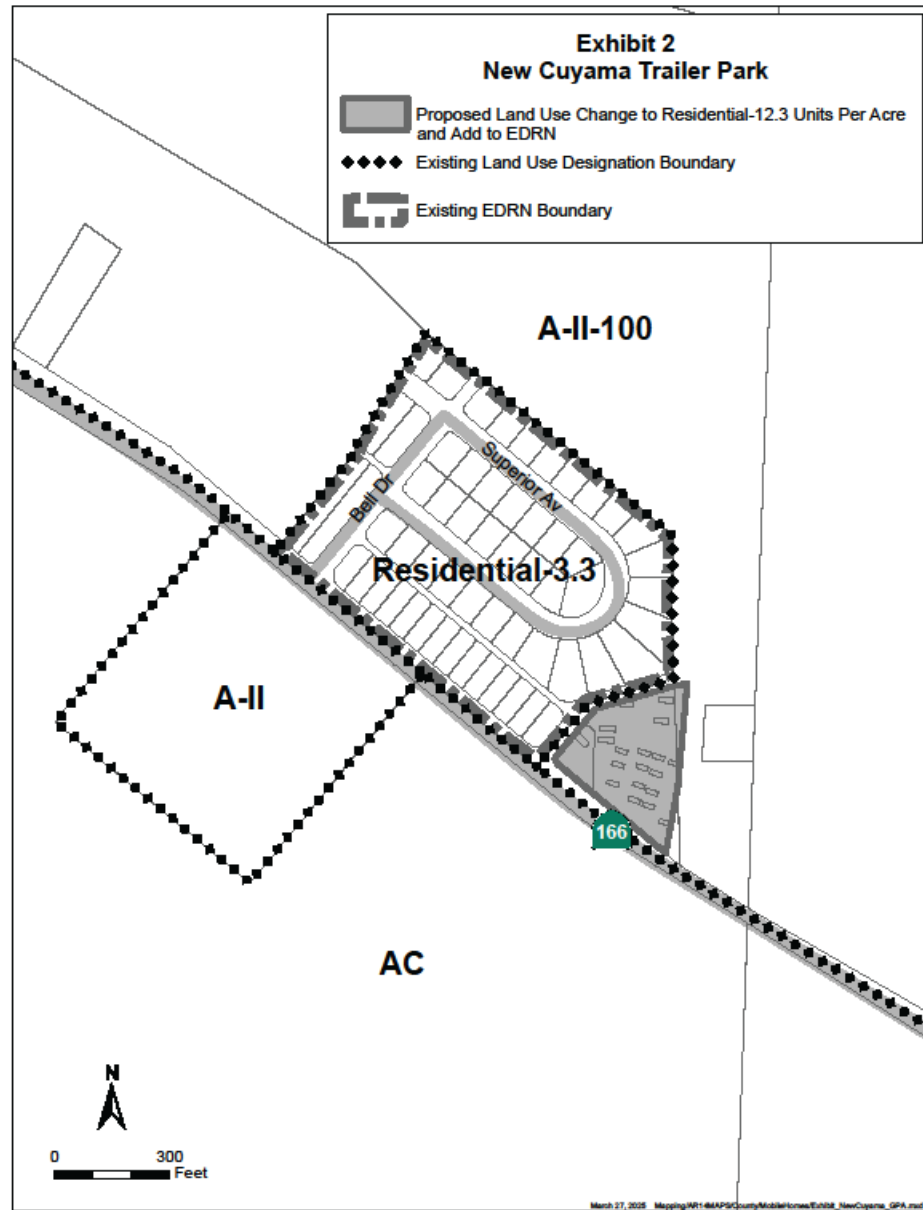 Exhibit 2
New Cuyama Trailer Park
Proposed Land Use Change to Residential-12.3 Units Per Acre
and Add to EDRN
Existing Land Use Designation Boundary
Existing EDRN Boundary
A-II-100
Superior Av
Bell Dr
Residential-3.3
A-II
166
AC
N
0 300
Feet
March 27, 2025